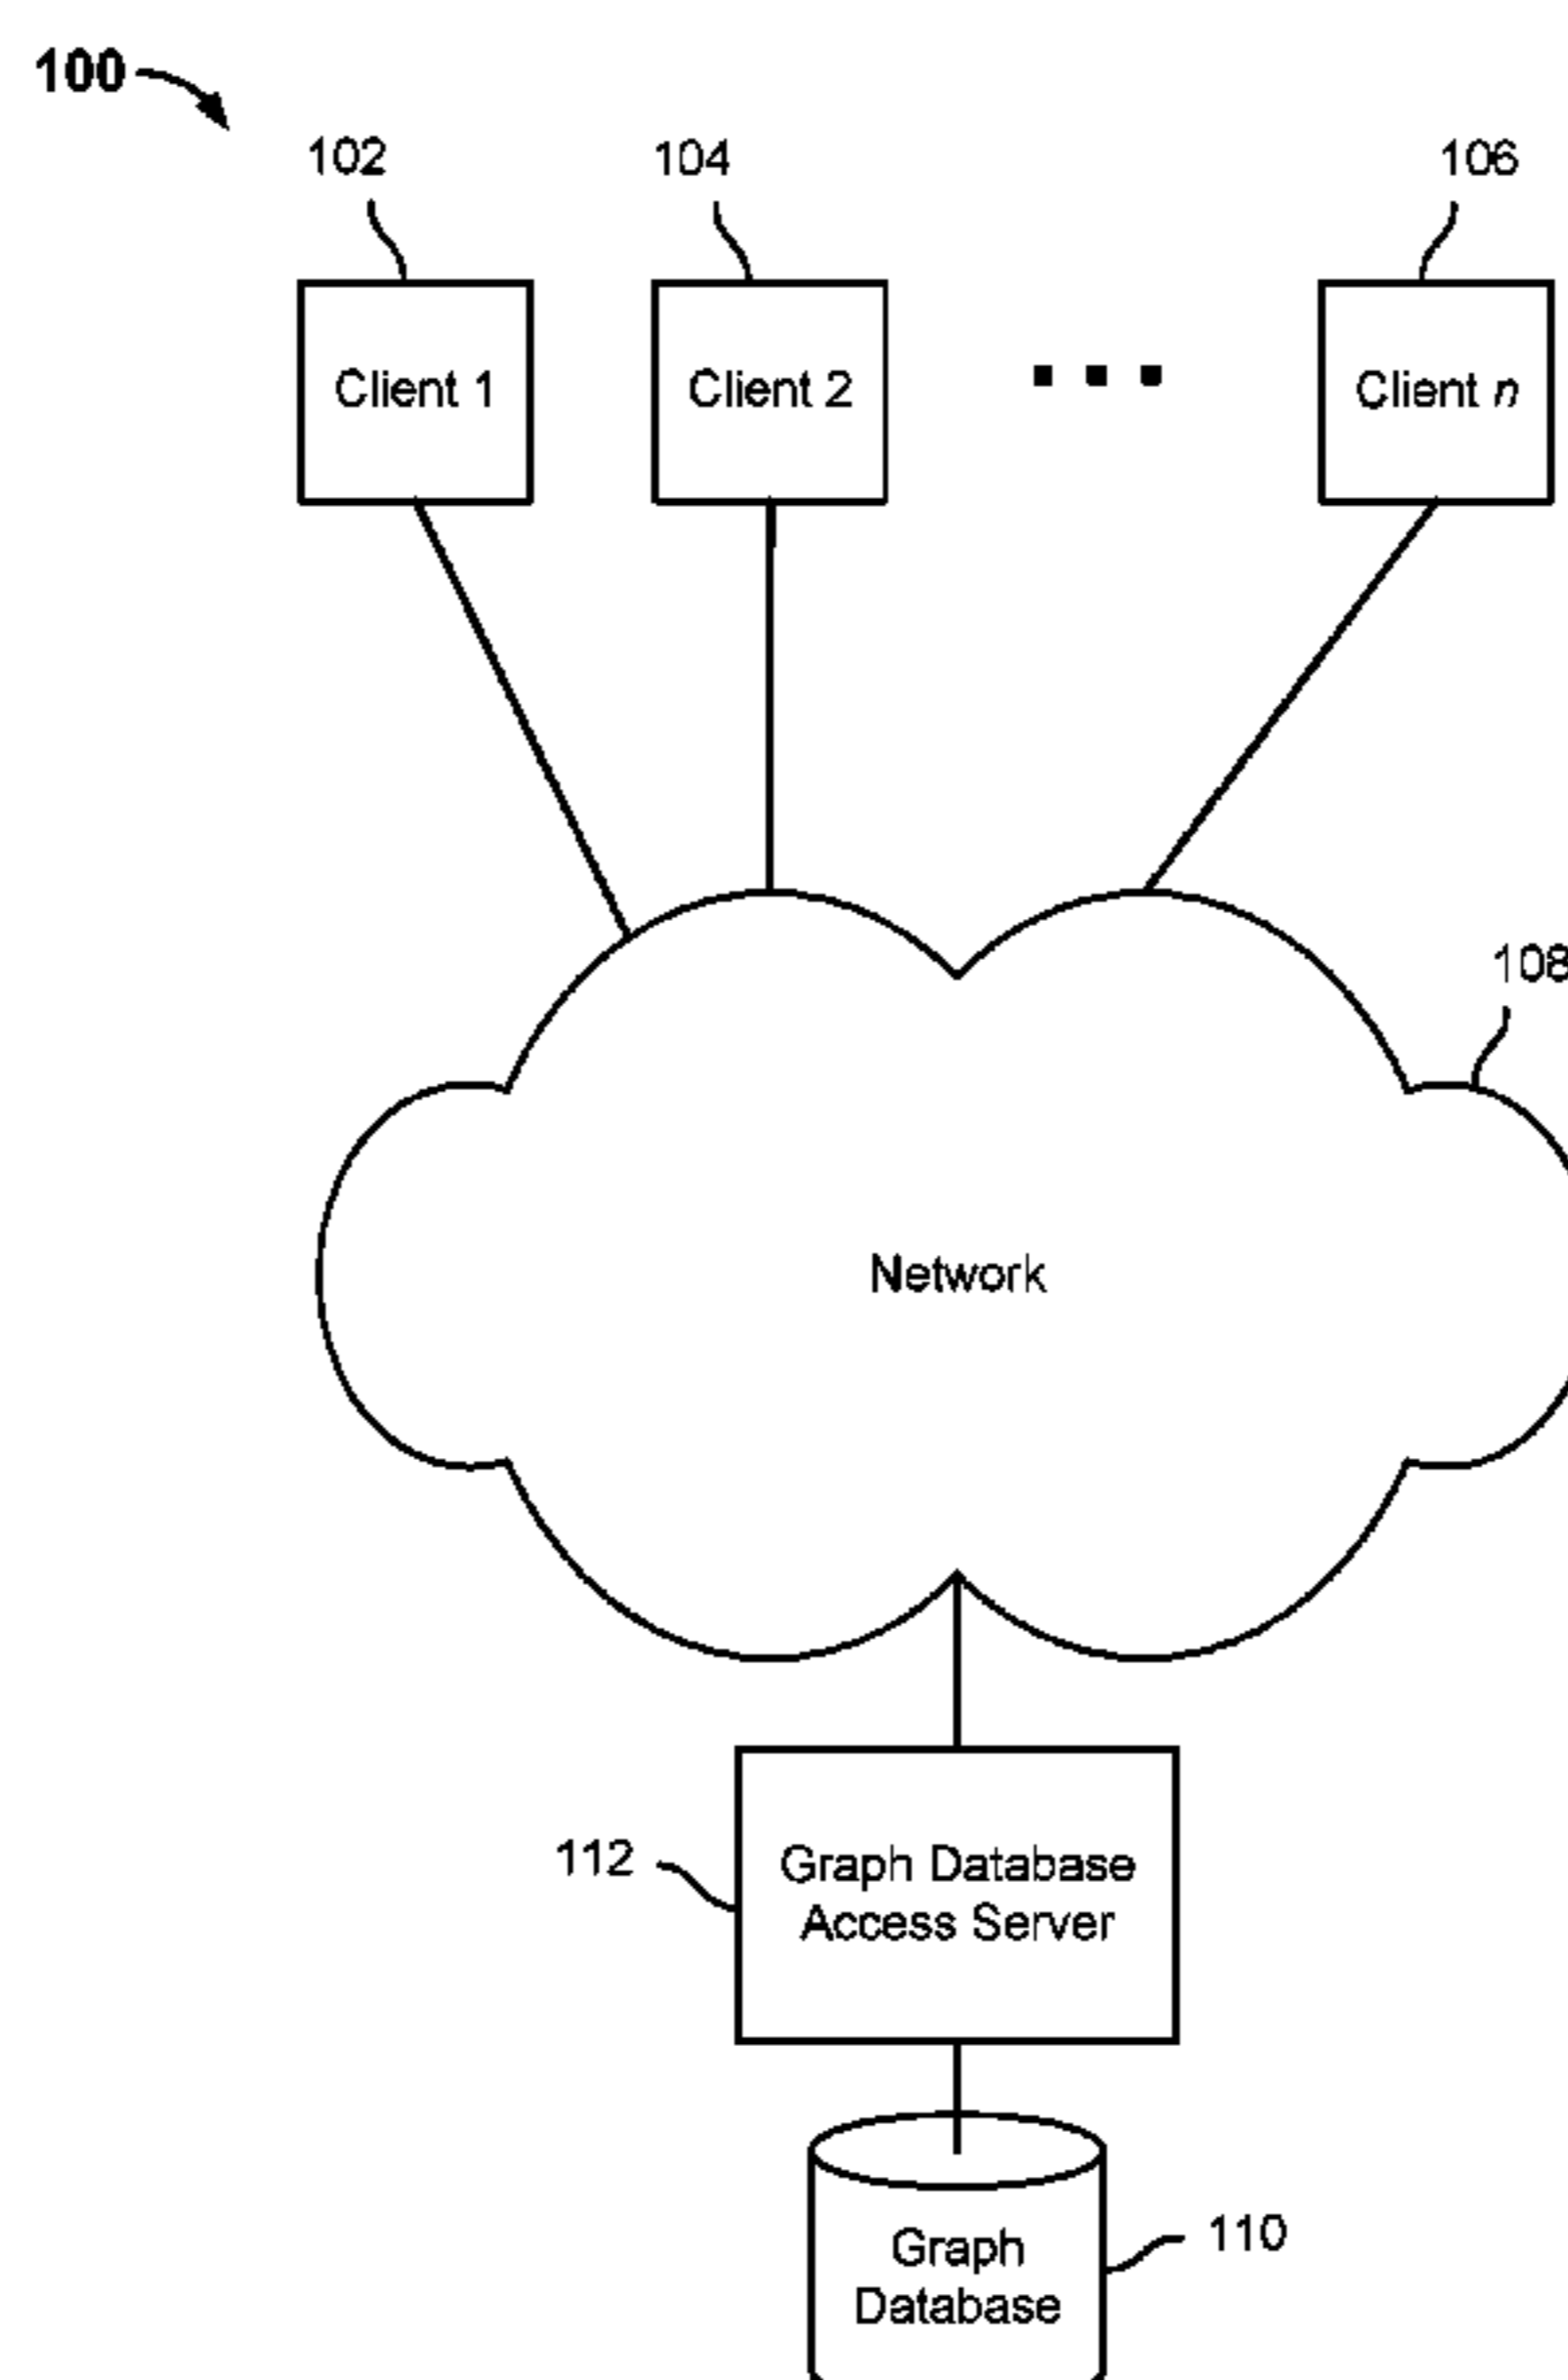 100
102
104
106
Client 1
Client 2
Client n
108
Network
112
Graph Database
Access Server
Graph
Database
110